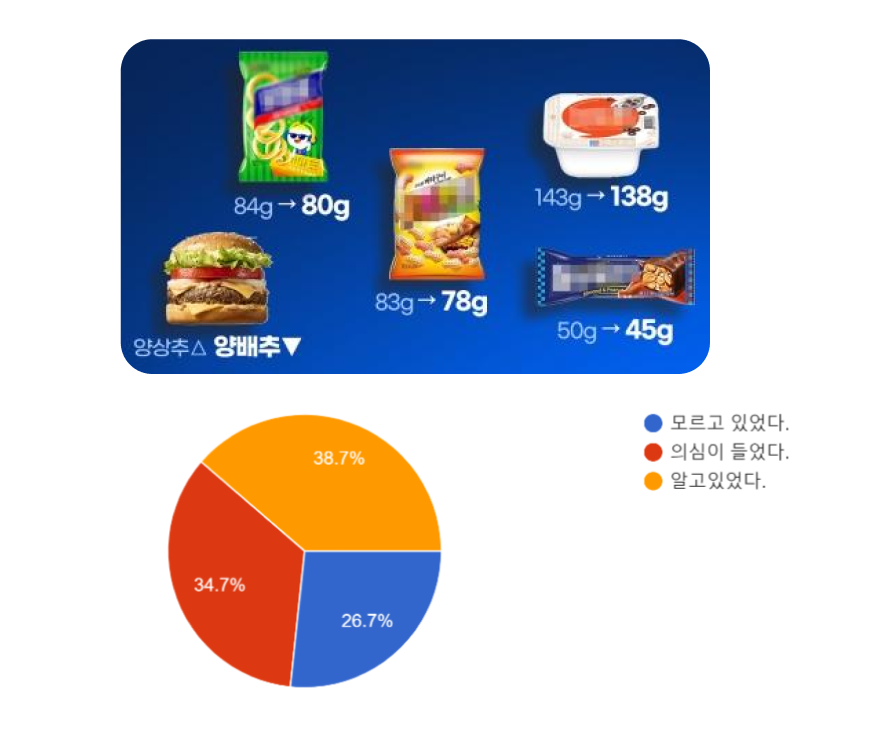 84g → 80g
143g → 138g
83g → 78g
50g → 45g
양상추△ 양배추▼
모르고 있었다.
의심이 들었다.
알고있었다.
38.7%
34.7%
26.7%